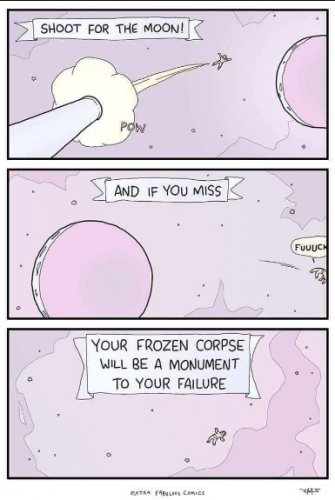 SHOOT FOR THE MOON!
POW
AND IF YOU MISS
FUUUCK
YOUR FROZEN CORPSE
WILL BE A MONUMENT
TO YOUR FAILURE
EXTRA FABULOUS COMICS